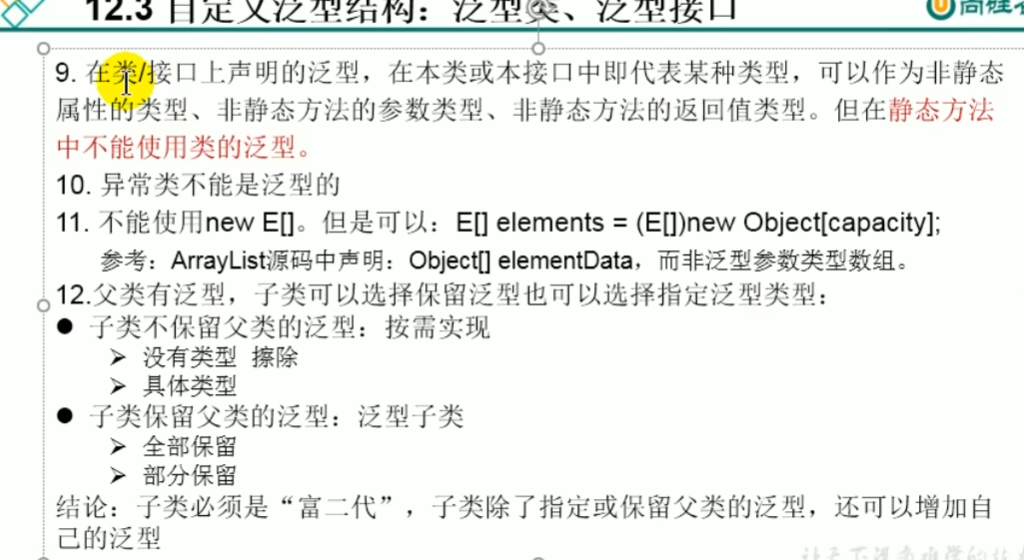 12.3 自定义泛型结构：泛型类、泛型接口
尚硅谷
9. 在类/接口上声明的泛型，在本类或本接口中即代表某种类型，可以作为非静态
属性的类型、非静态方法的参数类型、非静态方法的返回值类型。但在静态方法
中不能使用类的泛型。
10. 异常类不能是泛型的
11. 不能使用new E[]。但是可以：E[] elements = (E[])new Object[capacity];
参考：ArrayList源码中声明：Object[] elementData，而非泛型参数类型数组。
12.父类有泛型，子类可以选择保留泛型也可以选择指定泛型类型：
● 子类不保留父类的泛型：按需实现
➢ 没有类型 擦除
➢ 具体类型
● 子类保留父类的泛型：泛型子类
➢ 全部保留
➢ 部分保留
结论：子类必须是“富二代”，子类除了指定或保留父类的泛型，还可以增加自
己的泛型